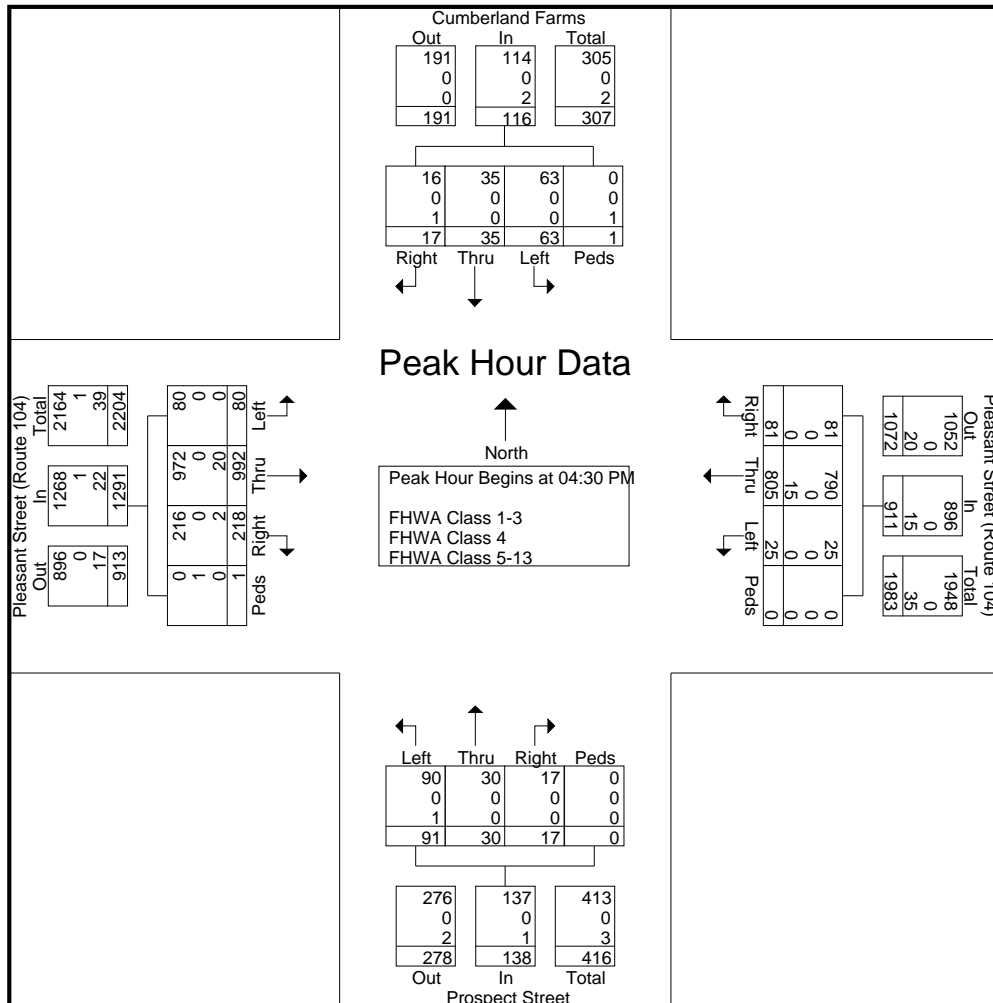 Cumberland Farms
Out In Total
191 114 305
0 0 0
0 2 2
191 116 307
16 35 63 0
0 0 0 0
1 0 0 1
17 35 63 1
Right Thru Left Peds
Peak Hour Data
North
Peak Hour Begins at 04:30 PM
FHWA Class 1-3
FHWA Class 4
FHWA Class 5-13
Pleasant Street (Route 104)
Out In Total
896 1268 2164
0 1 1
17 22 39
913 1291 2204
0 216 972 80
1 0 0 0
0 2 20 0
1 218 992 80
Peds Right Thru Left
Pleasant Street (Route 104)
Out In Total
1052 896 1948
0 0 0
20 15 35
1072 911 1983
81 790 25 0
0 0 0 0
0 15 0 0
81 805 25 0
Right Thru Left Peds
Left Thru Right Peds
90 30 17 0
0 0 0 0
1 0 0 0
91 30 17 0
276 137 413
0 0 0
2 1 3
278 138 416
Out In Total
Prospect Street